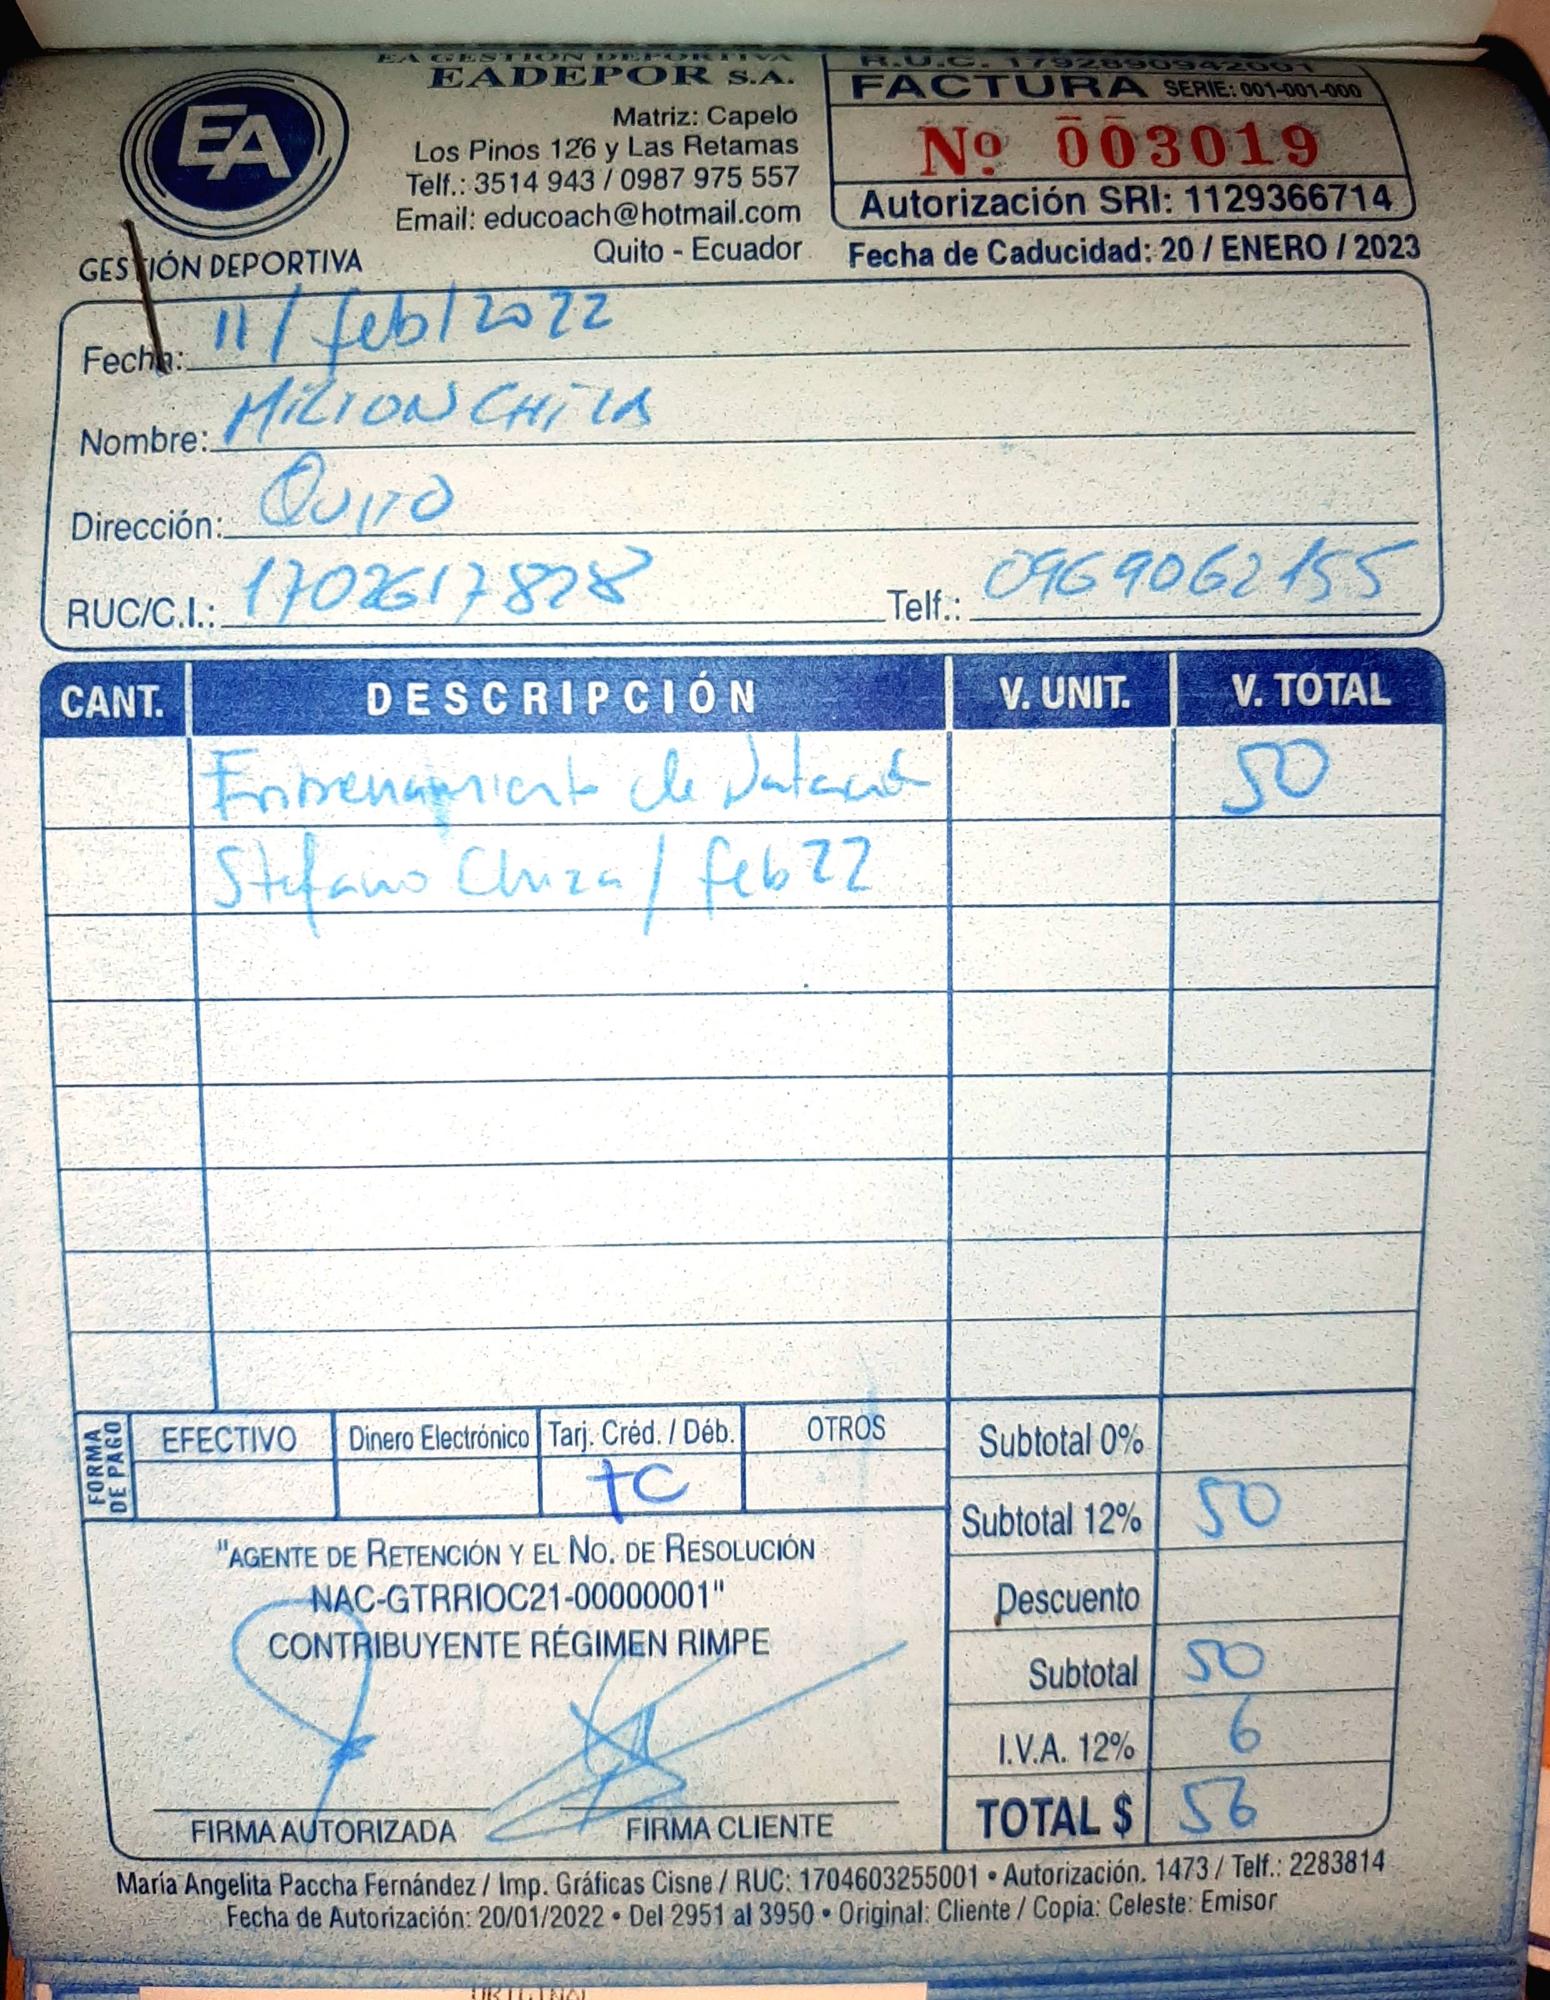 EA GESTIÓN DEPORTIVA
EADEPOR S.A.
Matriz: Capelo
Los Pinos 126 y Las Retamas
Telf.: 3514 943 / 0987 975 557
Email: educoach@hotmail.com
Quito - Ecuador
EA
GESTIÓN DEPORTIVA
R.U.C. 1792890942001
FACTURA SERIE: 001-001-000
Nº 003019
Autorización SRI: 1129366714
Fecha de Caducidad: 20 / ENERO / 2023
Fecha: 11 / feb / 2022
Nombre: MILTON
Dirección: QUITO
RUC/C.I.: 1702617828 Telf.: 0969062155
CANT. DESCRIPCIÓN V. UNIT. V. TOTAL
Entrenamiento de Natación 50
Stefano Chiza / feb 22
FORMA DE PAGO EFECTIVO Dinero Electrónico Tarj. Créd. / Déb. OTROS
TC
Subtotal 0%
Subtotal 12% 50
Descuento
Subtotal 50
I.V.A. 12% 6
TOTAL $ 56
"AGENTE DE RETENCIÓN Y EL NO. DE RESOLUCIÓN
NAC-GTRRIOC21-00000001"
CONTRIBUYENTE RÉGIMEN RIMPE
FIRMA AUTORIZADA FIRMA CLIENTE
María Angelita Paccha Fernández / Imp. Gráficas Cisne / RUC: 1704603255001 • Autorización. 1473 / Telf.: 2283814
Fecha de Autorización: 20/01/2022 • Del 2951 al 3950 • Original: Cliente / Copia: Celeste: Emisor
ORIGINAL